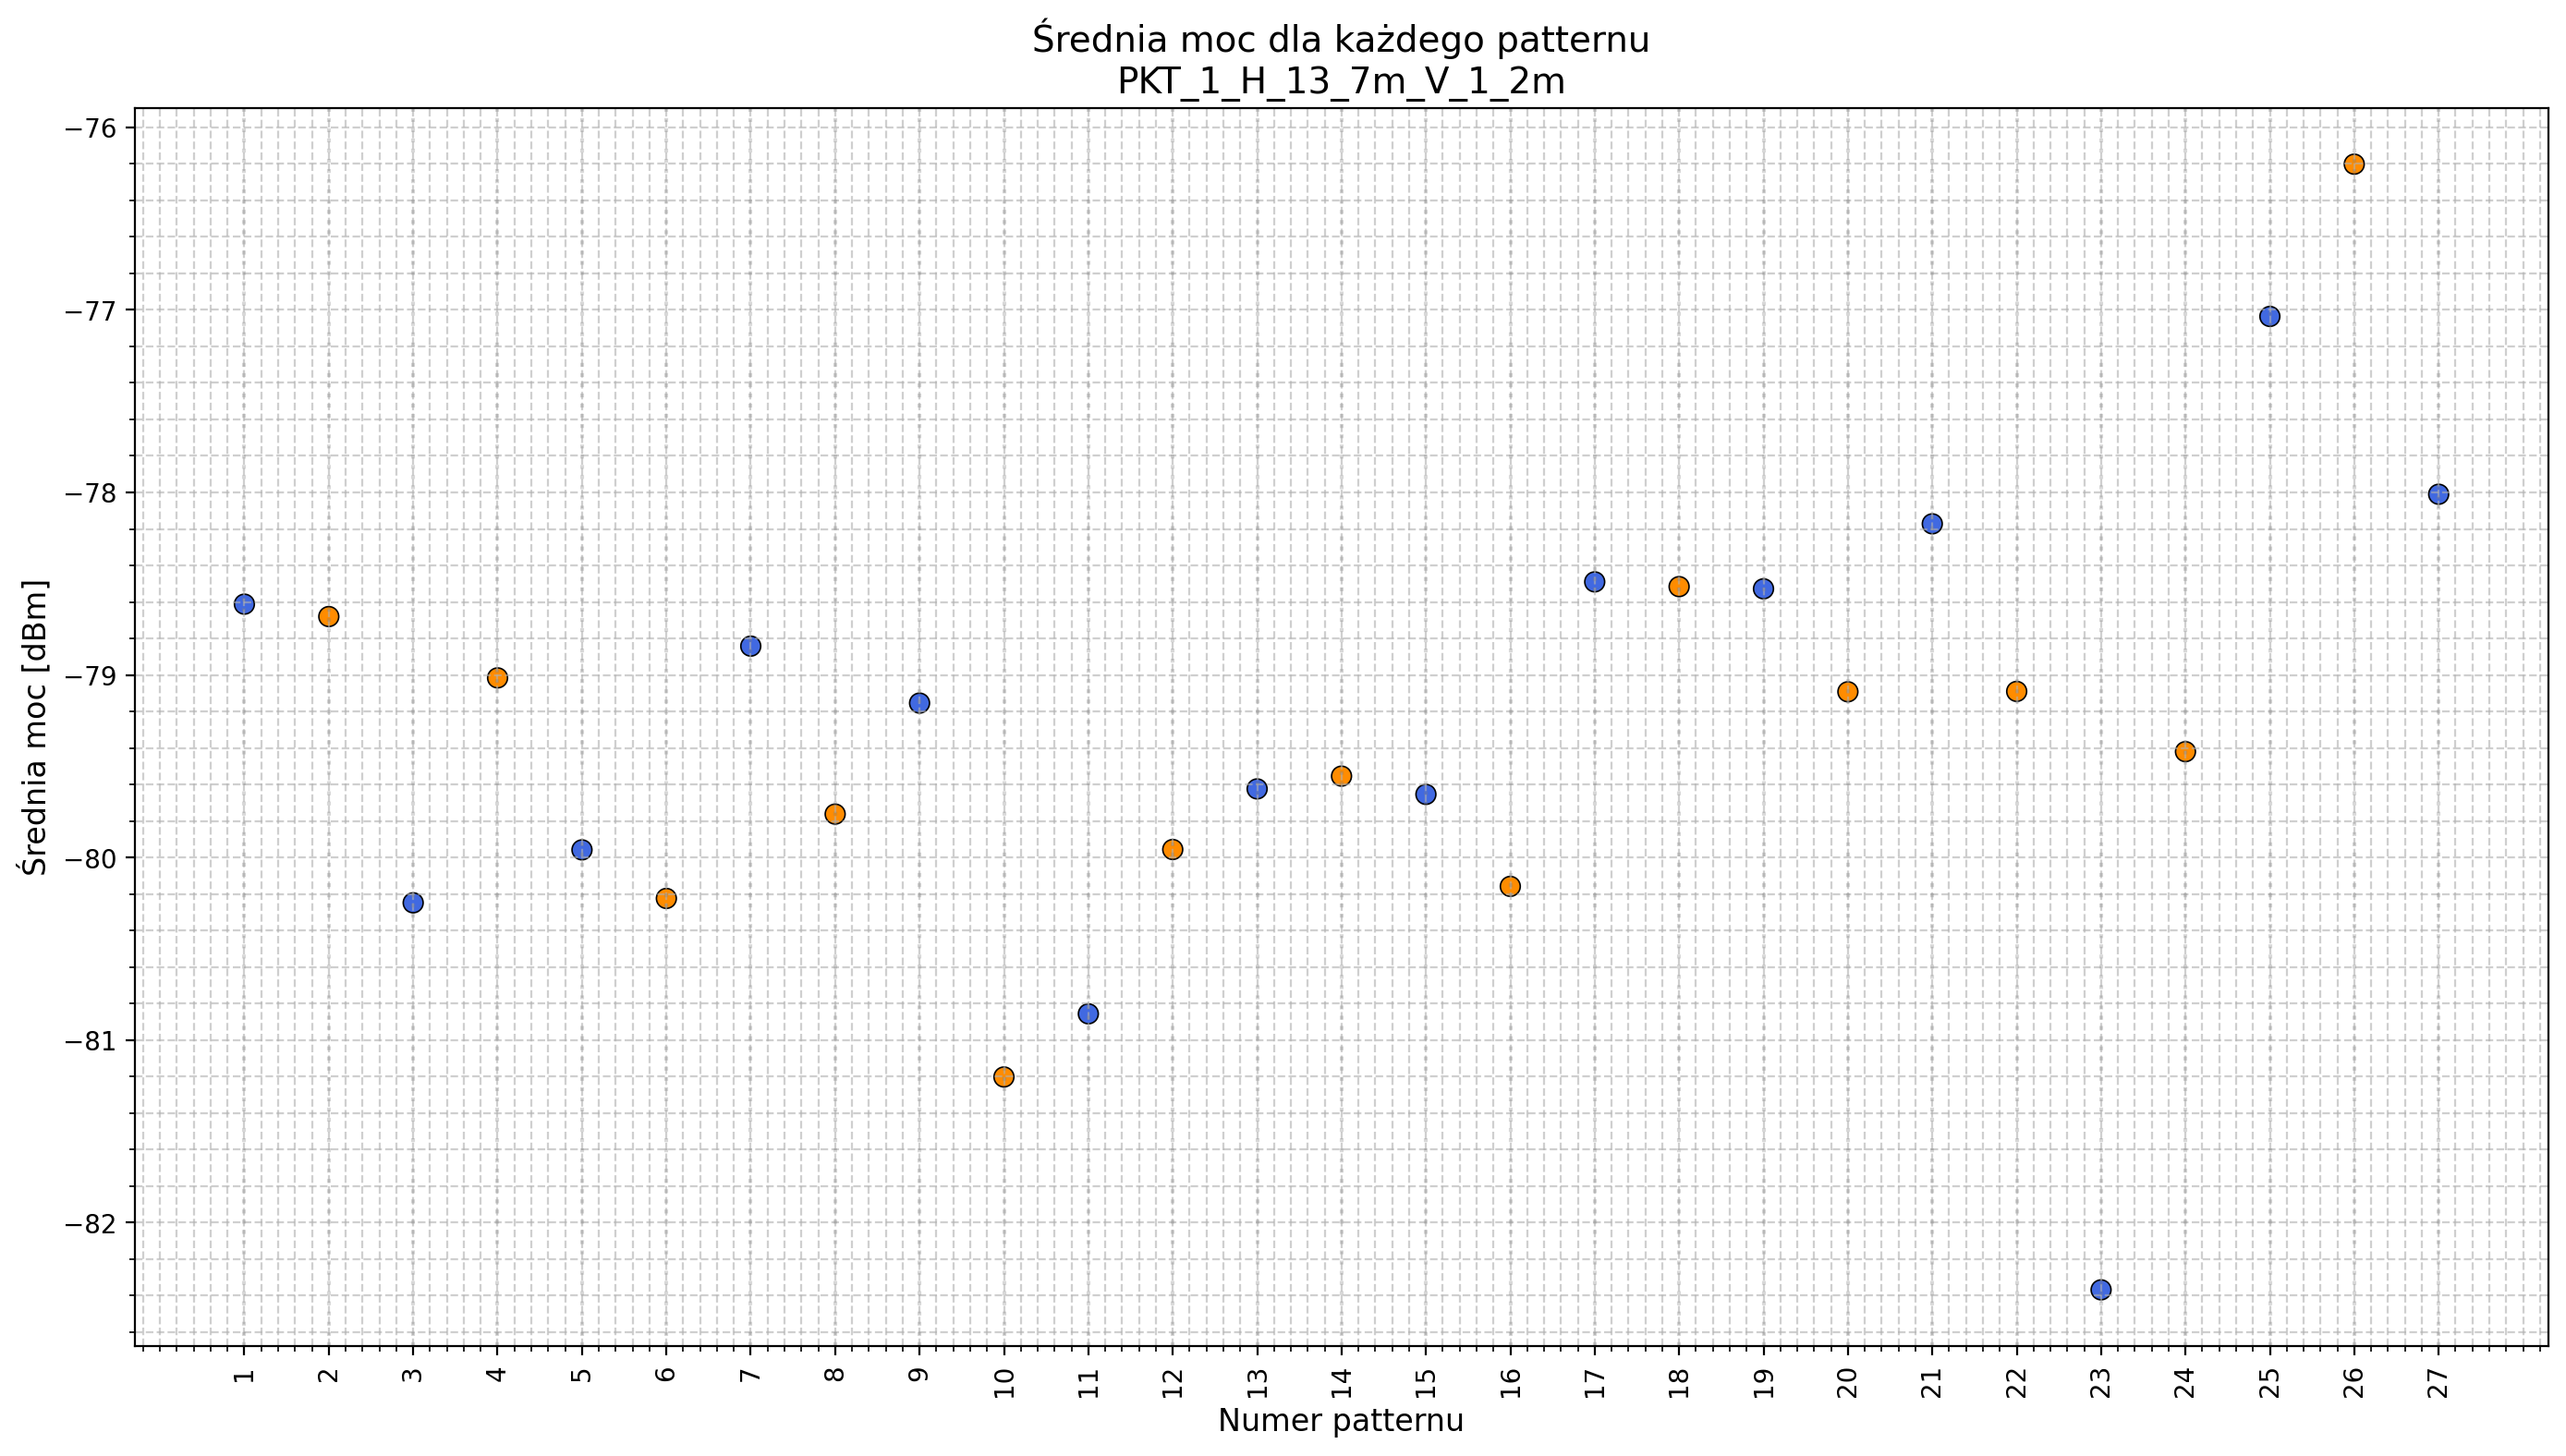 Średnia moc dla każdego patternu
PKT_1_H_13_7m_V_1_2m
−76
−77
−78
−79
−80
−81
−82
Średnia moc [dBm]
1 2 3 4 5 6 7 8 9 10 11 12 13 14 15 16 17 18 19 20 21 22 23 24 25 26 27
Numer patternu